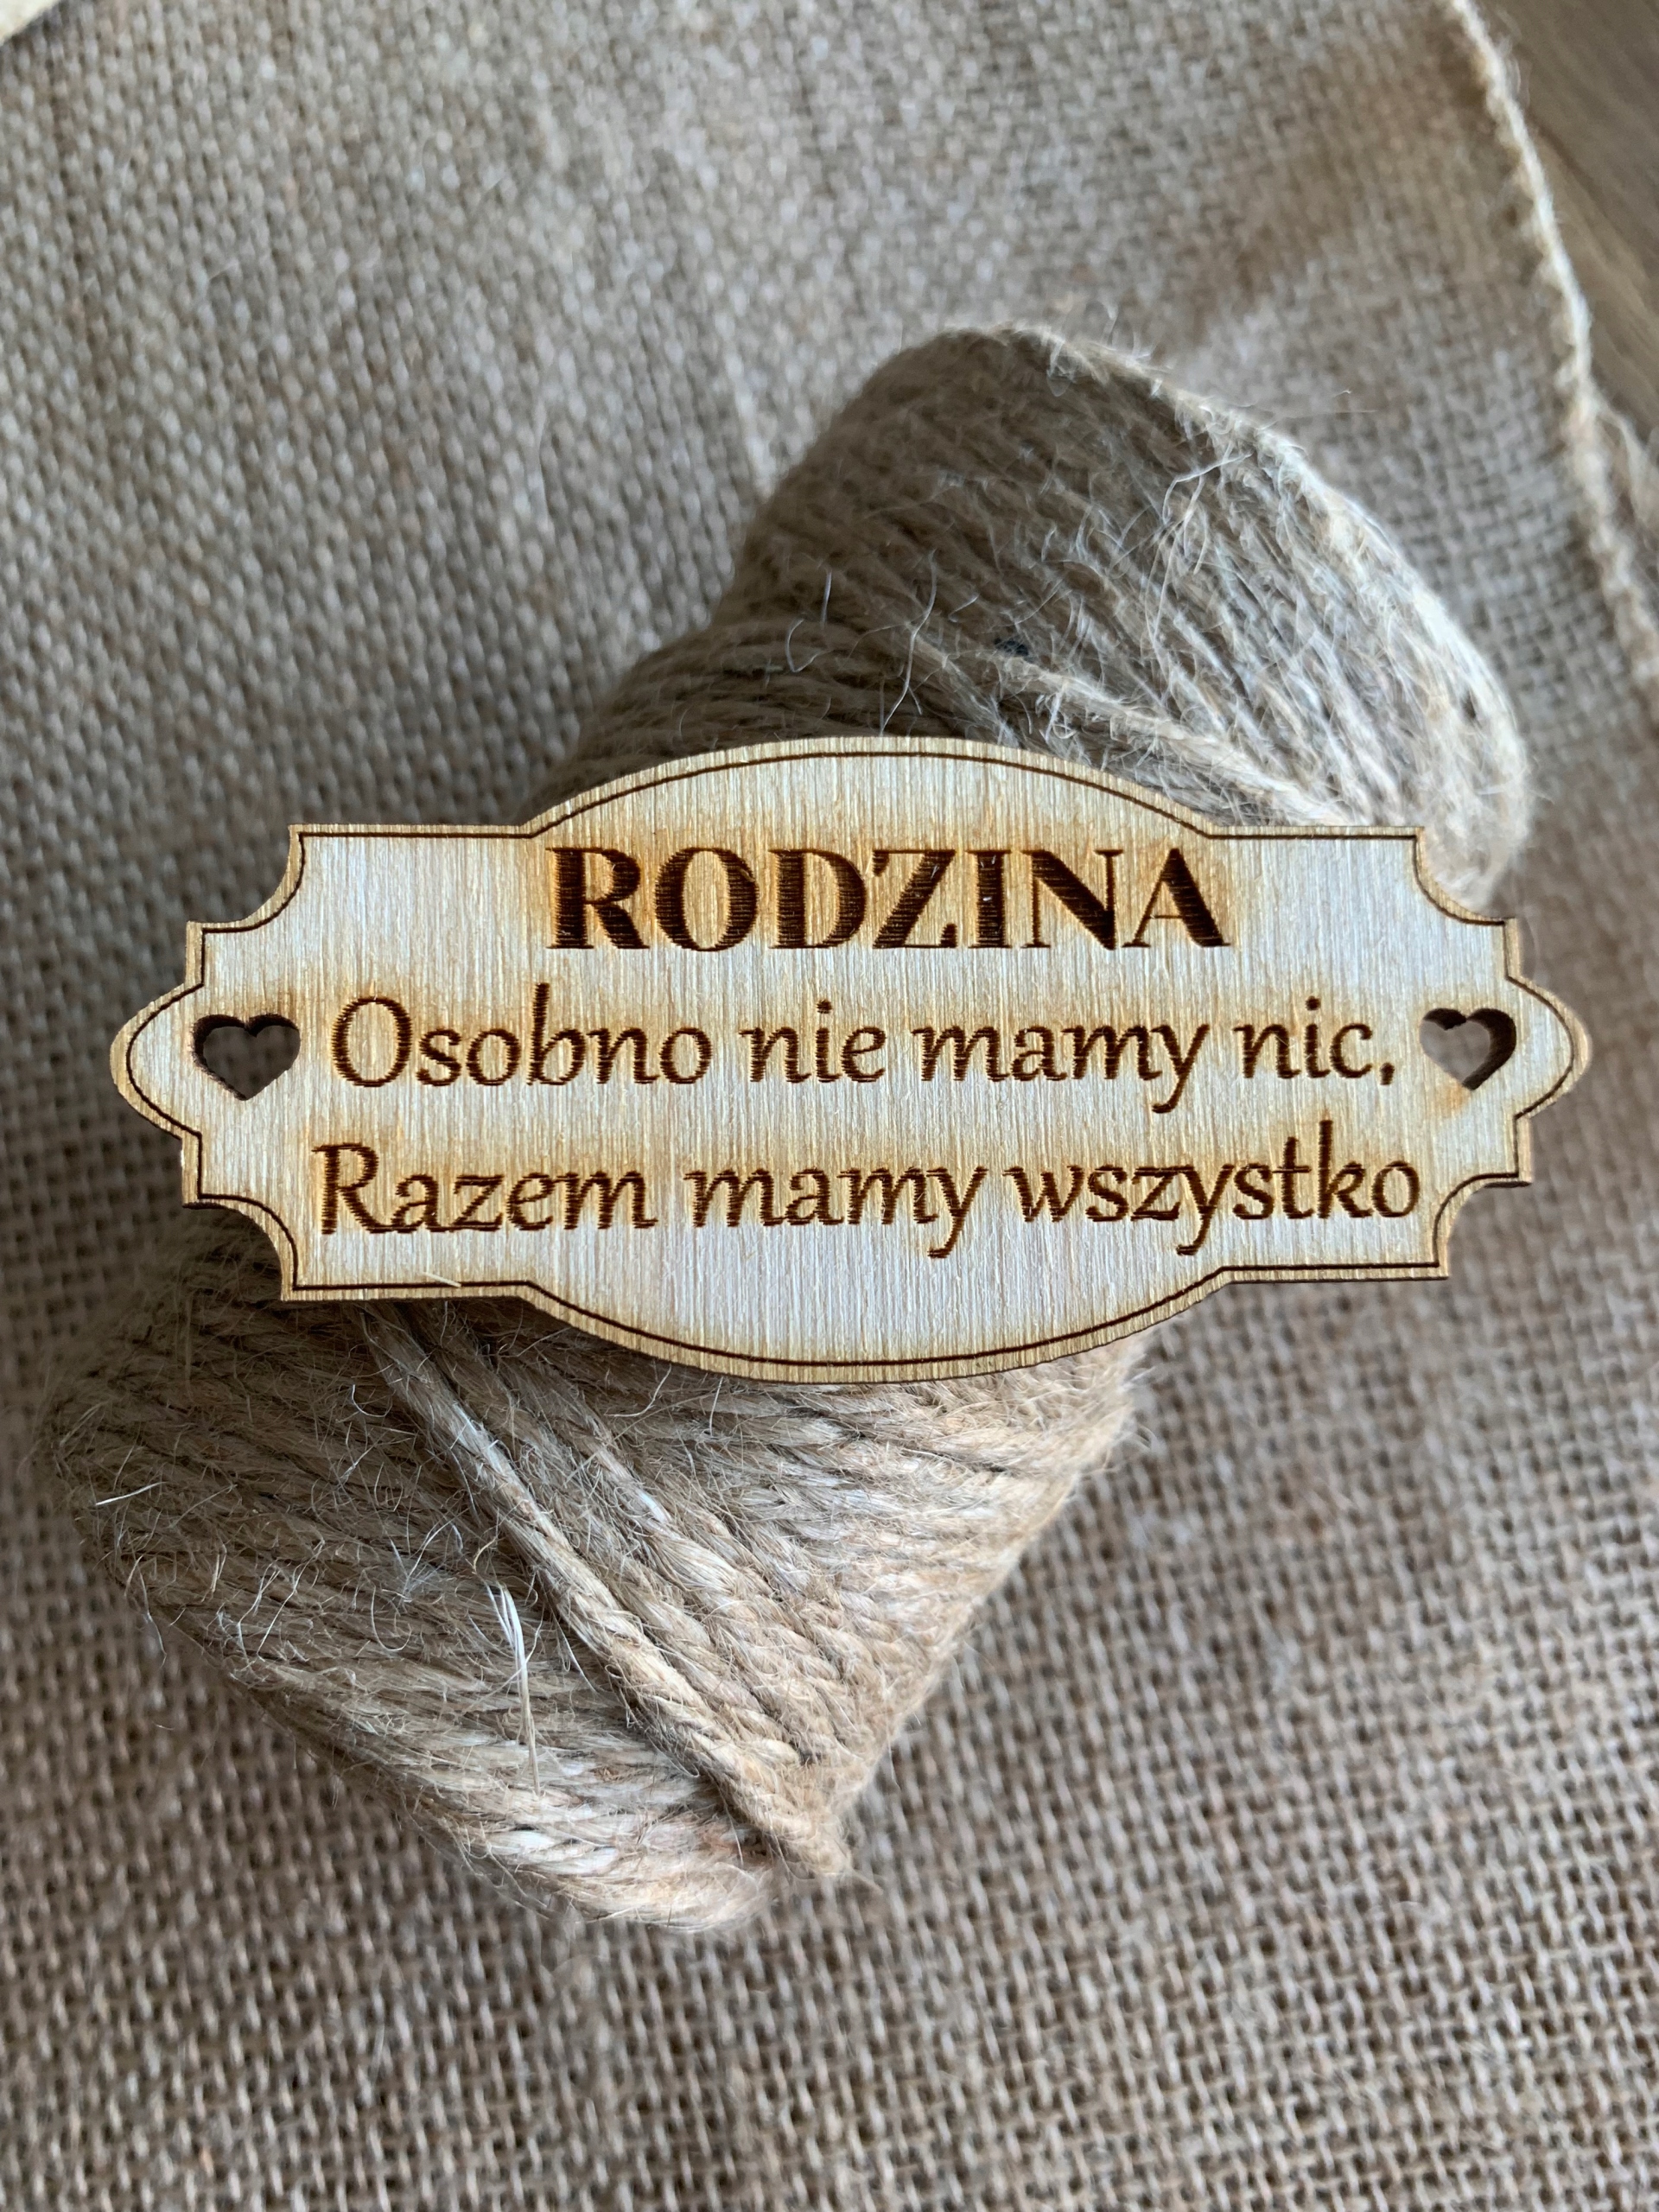 RODZINA
Osobno nie mamy nic,
Razem mamy wszystko